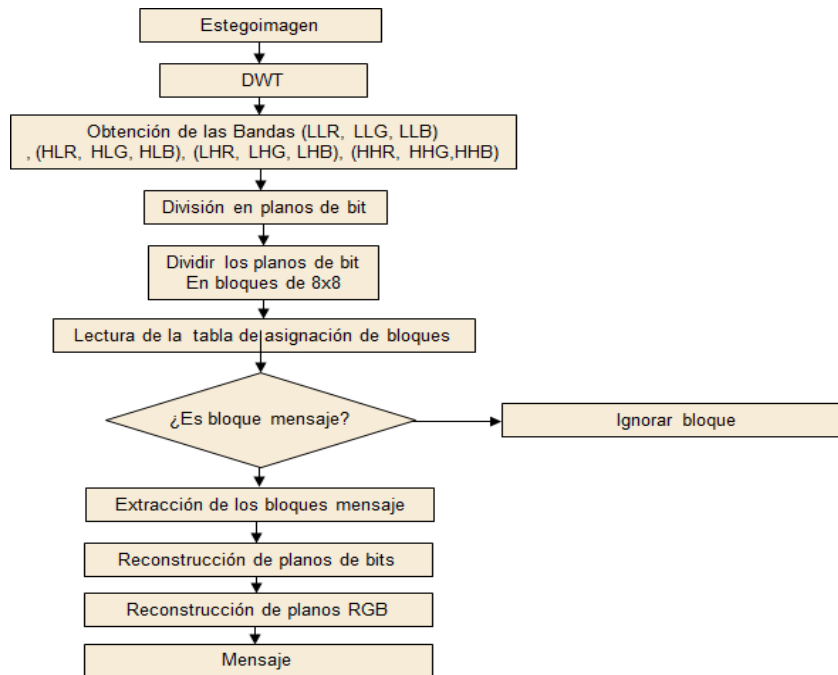 Estegoimagen
DWT
Obtención de las Bandas (LLR, LLG, LLB)
, (HLR, HLG, HLB), (LHR, LHG, LHB), (HHR, HHG,HHB)
División en planos de bit
Dividir los planos de bit
En bloques de 8x8
Lectura de la tabla de asignación de bloques
¿Es bloque mensaje?
Ignorar bloque
Extracción de los bloques mensaje
Reconstrucción de planos de bits
Reconstrucción de planos RGB
Mensaje